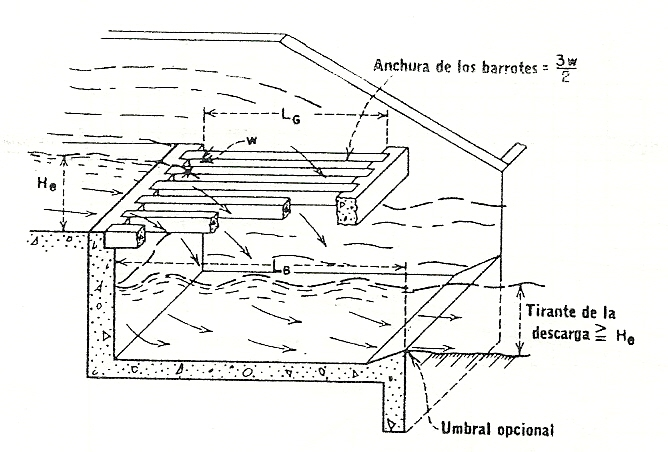 Anchura de los barrotes = 3w/2
L_G
w
H_e
L_B
Tirante de la
descarga ≧ H_e
Umbral opcional